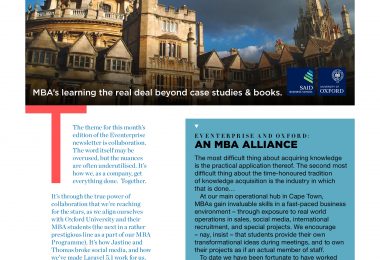 MBA's learning the real deal beyond case studies & books.
SAÏD
BUSINESS SCHOOL
UNIVERSITY OF
OXFORD
The theme for this month's
edition of the Eventerprise
newsletter is collaboration.
The word itself may be
overused, but the nuances
are often underutilised. It's
how we, as a company, get
everything done. Together.
It's through the true power of
collaboration that we're reaching
for the stars, as we align ourselves
with Oxford University and their
MBA students (the next in a rather
prestigious line as a part of our MBA
Programme). It's how Jastine and
Thomas broke social media, and how
we've made Laravel 5.1 work for us.
EVENTERPRISE AND OXFORD:
AN MBA ALLIANCE
The most difficult thing about acquiring knowledge
is the practical application thereof. The second most
difficult thing about the time-honoured tradition
of knowledge acquisition is the industry in which
that is done…
At our main operational hub in Cape Town,
MBAs gain invaluable skills in a fast-paced business
environment – through exposure to real world
operations in sales, social media, international
recruitment, and special projects. We encourage
– nay, insist – that students provide their own
transformational ideas during meetings, and to own
their projects as if an actual member of staff.
To date we have been fortunate to have worked